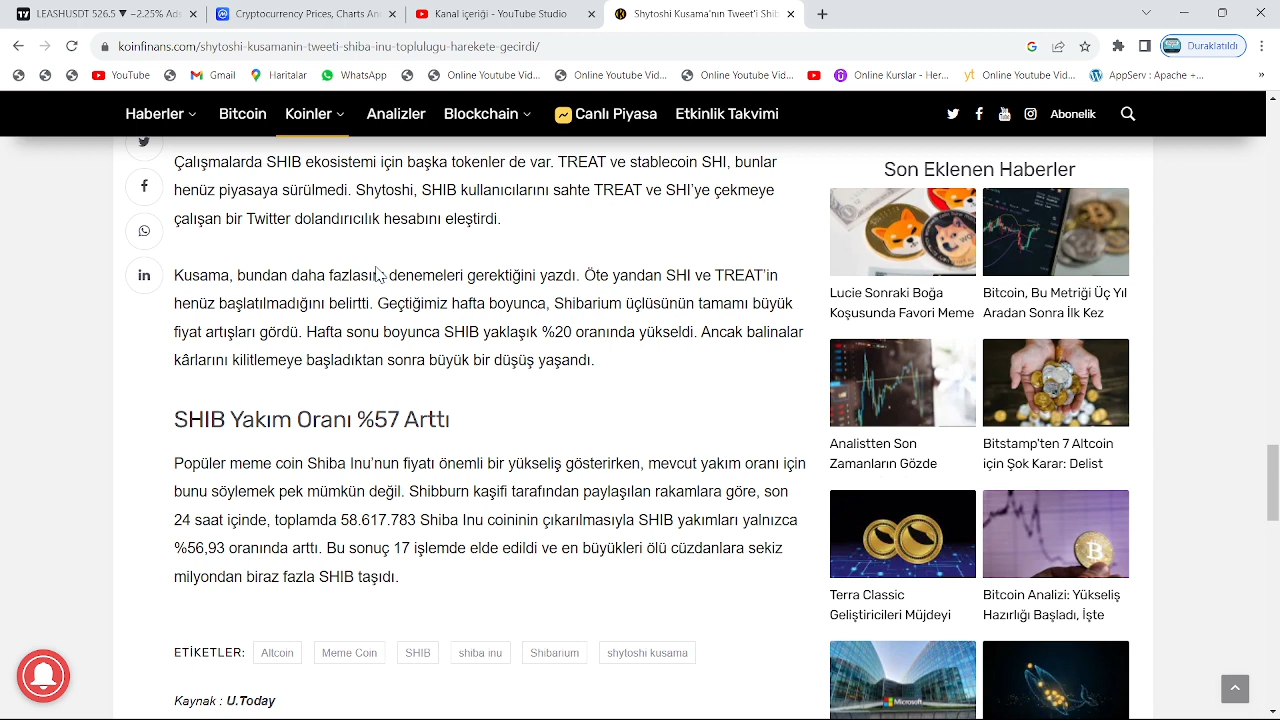 LEASHUSDT 526.5 ▼ −2.25% Adı
Cryptocurrency Prices, Charts An
Kanal içeriği - YouTube Studio
Shytoshi Kusama'nın Tweet'i Shib
koinfinans.com/shytoshi-kusamanin-tweeti-shiba-inu-toplulugunu-harekete-gecirdi/
Duraklatıldı
YouTube
Gmail
Haritalar
WhatsApp
Online Youtube Vid...
Online Youtube Vid...
Online Youtube Vid...
Online Kurslar - Her...
Online Youtube Vid...
AppServ : Apache +...
Haberler
Bitcoin
Koinler
Analizler
Blockchain
Canlı Piyasa
Etkinlik Takvimi
Abonelik
Çalışmalarda SHIB ekosistemi için başka tokenler de var. TREAT ve stablecoin SHI, bunlar
henüz piyasaya sürülmedi. Shytoshi, SHIB kullanıcılarını sahte TREAT ve SHI'ye çekmeye
çalışan bir Twitter dolandırıcılık hesabını eleştirdi.
Kusama, bundan daha fazlasını denemeleri gerektiğini yazdı. Öte yandan SHI ve TREAT'in
henüz başlatılmadığını belirtti. Geçtiğimiz hafta boyunca, Shibarium üçlüsünün tamamı büyük
fiyat artışları gördü. Hafta sonu boyunca SHIB yaklaşık %20 oranında yükseldi. Ancak balinalar
karlarını kilitlemeye başladıktan sonra büyük bir düşüş yaşandı.
SHIB Yakım Oranı %57 Arttı
Popüler meme coin Shiba Inu'nun fiyatı önemli bir yükseliş gösterirken, mevcut yakım oranı için
bunu söylemek pek mümkün değil. Shibburn kaşifi tarafından paylaşılan rakamlara göre, son
24 saat içinde, toplamda 58.677.783 Shiba Inu coininin çıkarılmasıyla SHIB yakımları yalnızca
%56,93 oranında arttı. Bu sonuç 17 işlemde elde edildi ve en büyükleri ölü cüzdanlara sekiz
milyondan biraz fazla SHIB taşıdı.
ETİKETLER:
Altcoin
Meme Coin
SHIB
shiba inu
Shibarium
shytoshi kusama
Kaynak: U.Today
Son Eklenen Haberler
Lucie Sonraki Boğa
Koşusunda Favori Meme
Bitcoin, Bu Metriği Üç Yıl
Aradan Sonra İlk Kez
Analistten Son
Zamanların Gözde
Bitstamp'ten 7 Altcoin
için Şok Karar: Delist
Terra Classic
Geliştiricileri Müjdeyi
Bitcoin Analizi: Yükseliş
Hazırlığı Başladı, İşte
Microsoft